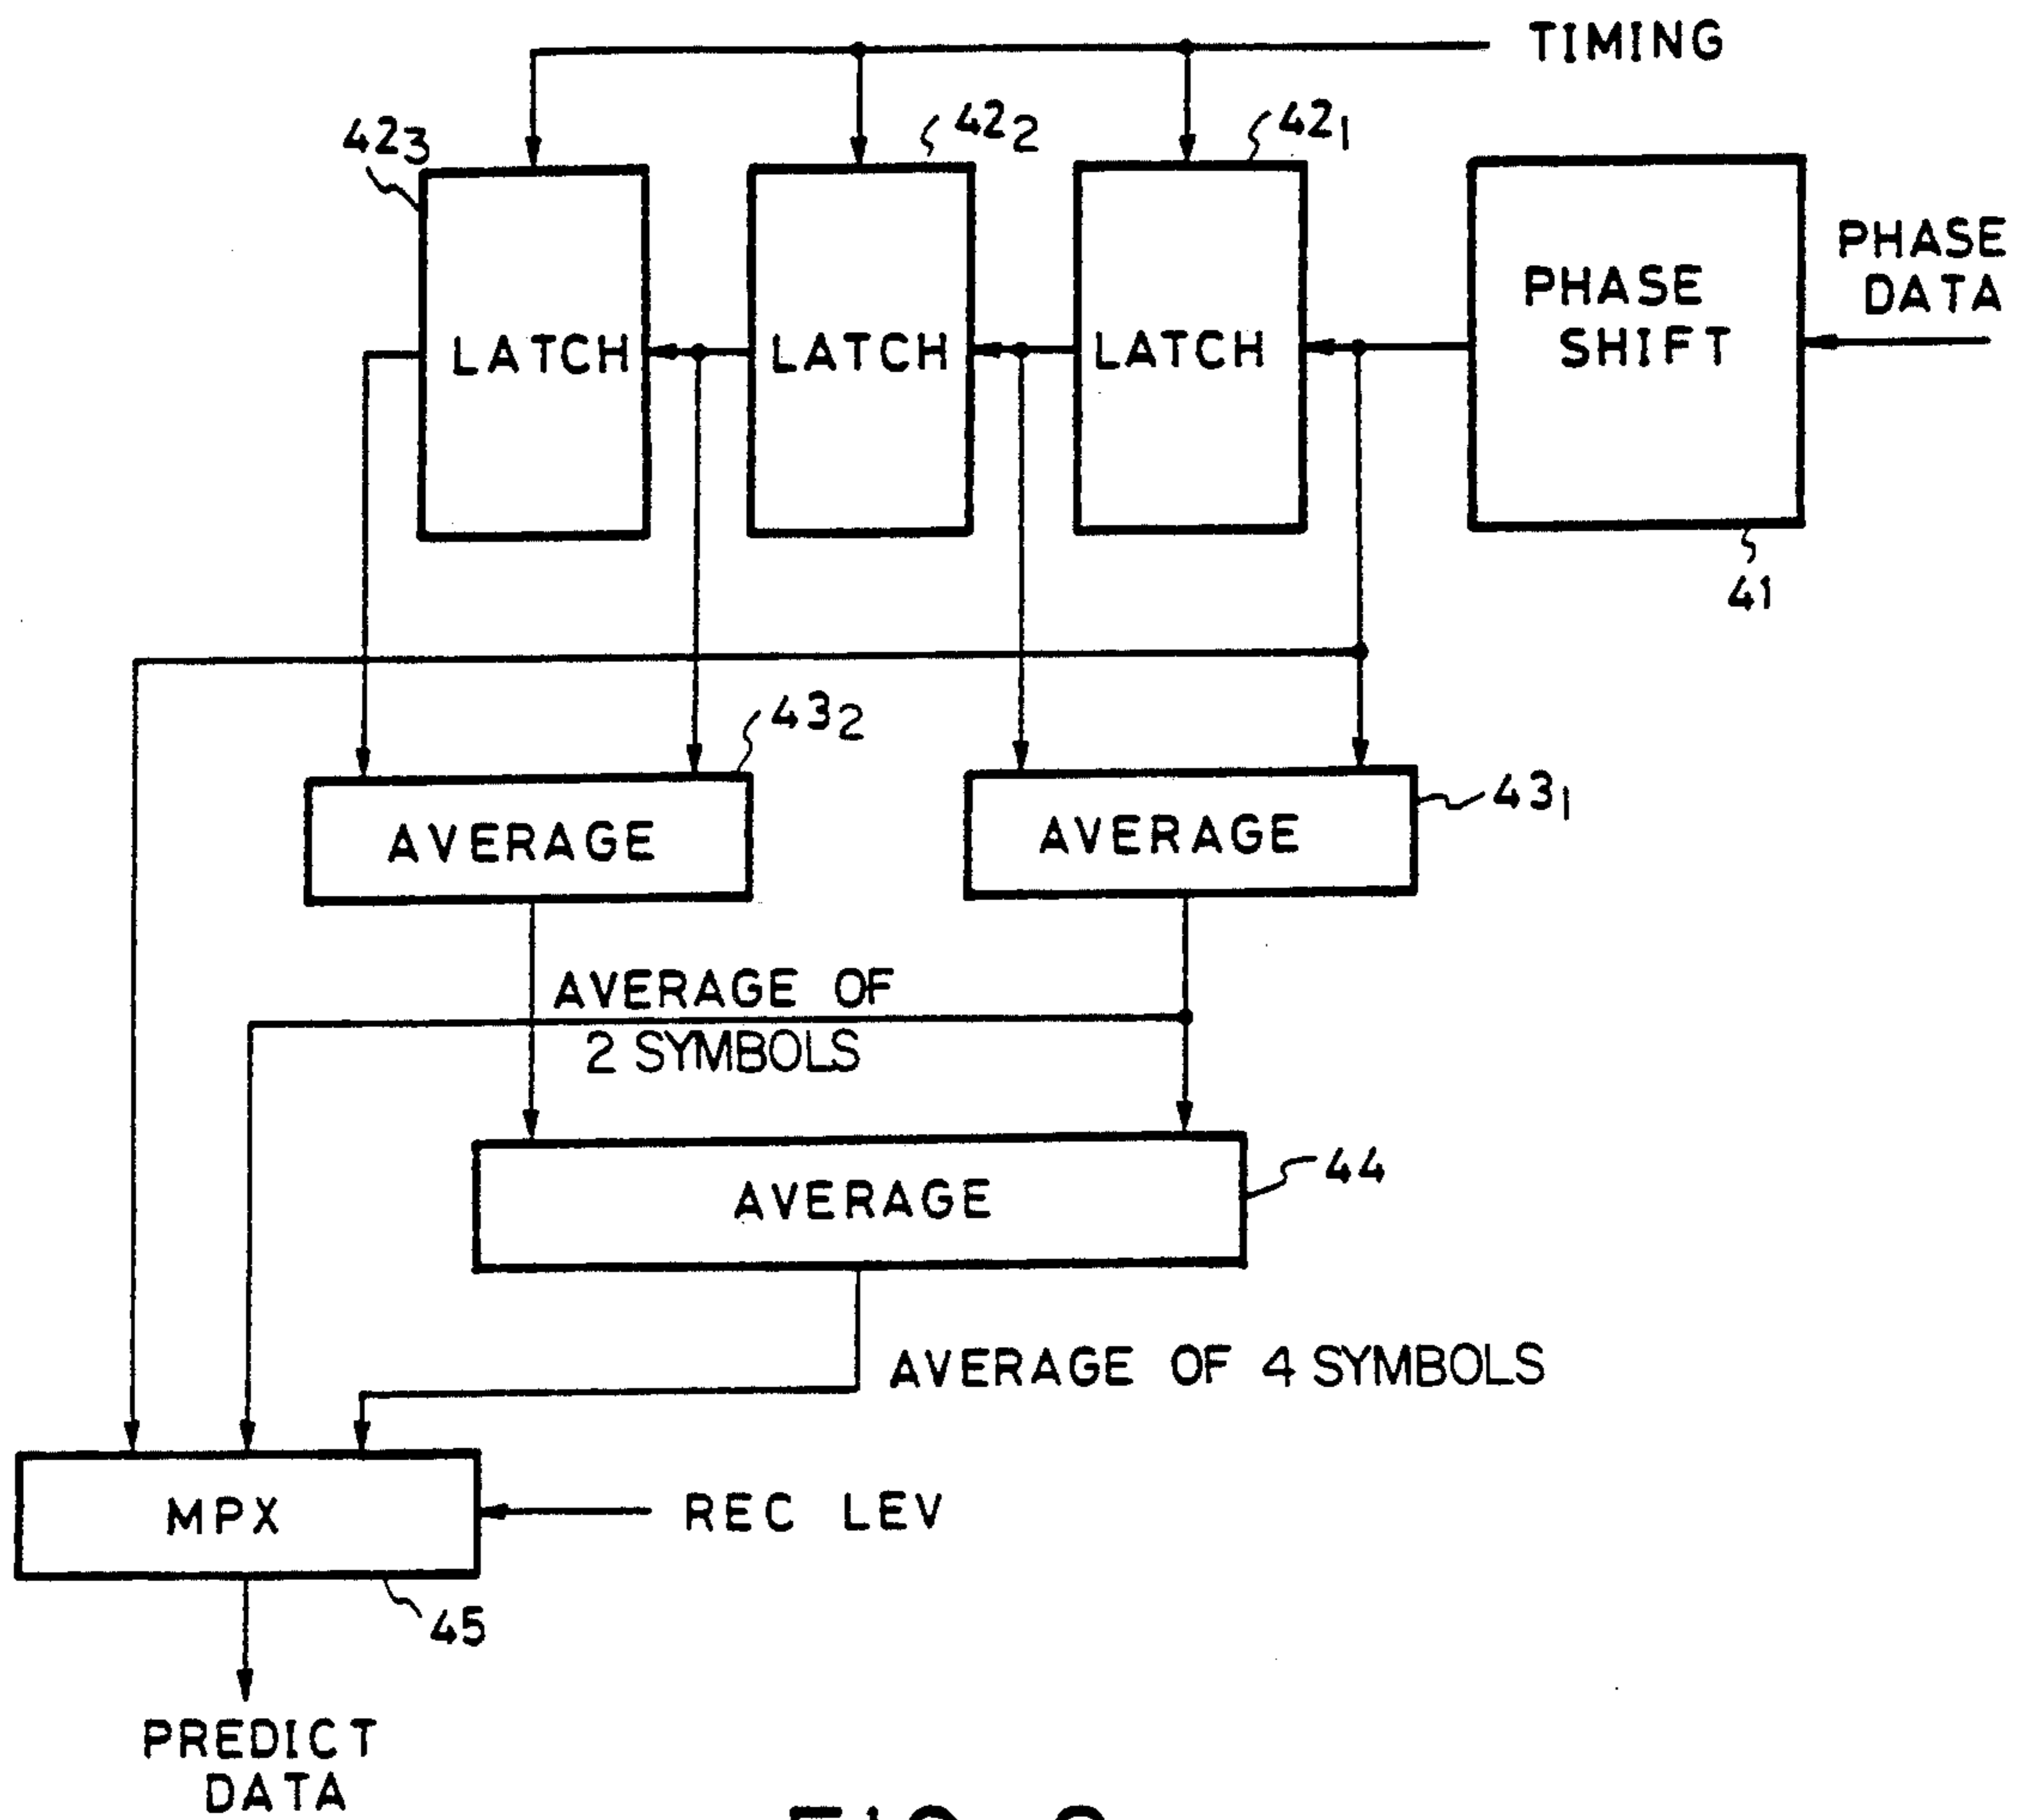 TIMING
42₃
42₂
42₁
PHASE
DATA
PHASE
SHIFT
LATCH
LATCH
LATCH
41
43₂
43₁
AVERAGE
AVERAGE
AVERAGE OF
2 SYMBOLS
AVERAGE
44
AVERAGE OF 4 SYMBOLS
MPX
REC LEV
45
PREDICT
DATA